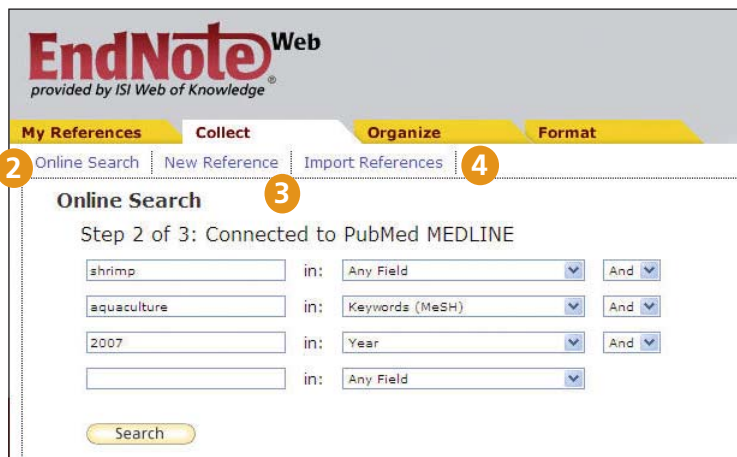 EndNote Web
provided by ISI Web of Knowledge®
My References Collect Organize Format
2 Online Search New Reference 3 Import References 4
Online Search
Step 2 of 3: Connected to PubMed MEDLINE
shrimp in: Any Field And
aquaculture in: Keywords (MeSH) And
2007 in: Year And
in: Any Field
Search